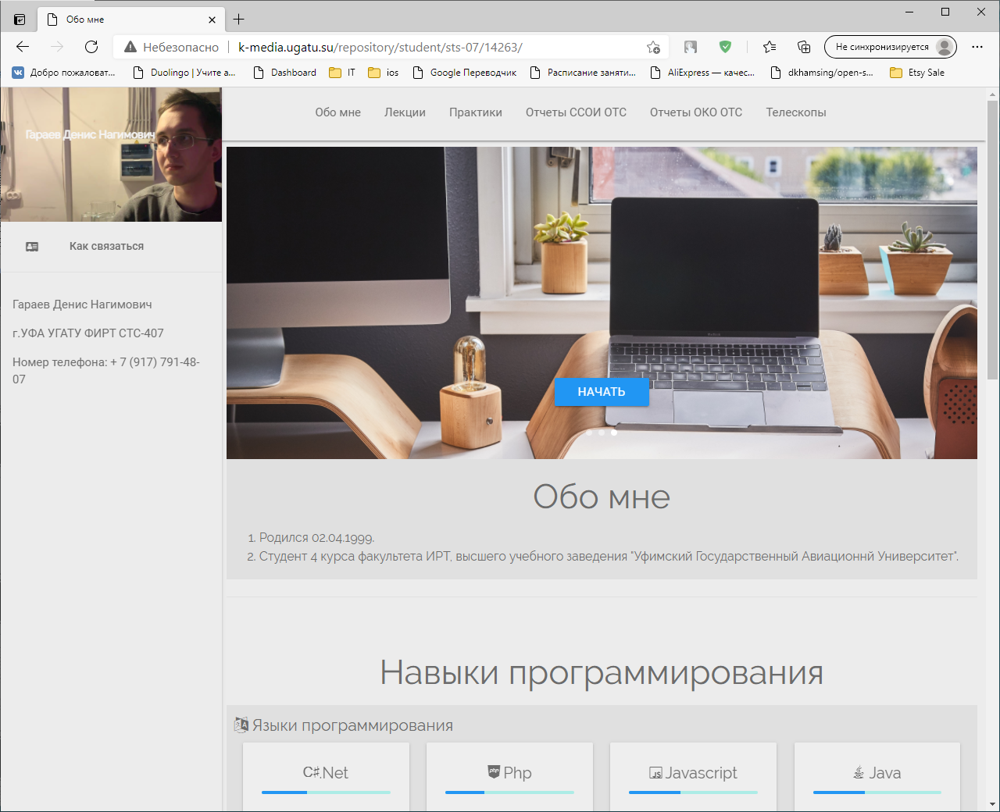 Обо мне
Небезопасно
k-media.ugatu.su/repository/student/sts-07/14263/
Не синхронизируется
Добро пожаловат...
Duolingo | Учите а...
Dashboard
IT
ios
Google Переводчик
Расписание заняти...
AliExpress — качес...
dkhamsing/open-s...
Etsy Sale
Гараев Денис Нагимович
Обо мне
Лекции
Практики
Отчеты ССОИ ОТС
Отчеты ОКО ОТС
Телескопы
Как связаться
Гараев Денис Нагимович
г.УФА УГАТУ ФИРТ СТС-407
Номер телефона: + 7 (917) 791-48-
07
НАЧАТЬ
Обо мне
1. Родился 02.04.1999.
2. Студент 4 курса факультета ИРТ, высшего учебного заведения "Уфимский Государственный Авиационнй Университет".
Навыки программирования
Языки программирования
C#.Net
Php
Javascript
Java